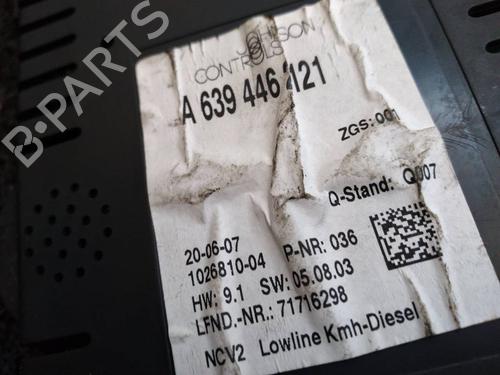 JOHNSON
CONTROLS
A 639 446 2121
ZGS: 001
Q-Stand: Q007
20-06-07
1026810-04 P-NR: 036
HW: 9.1 SW: 05.08.03
LFND.-NR.: 71716298
NCV2 Lowline Kmh-Diesel
B-PARTS